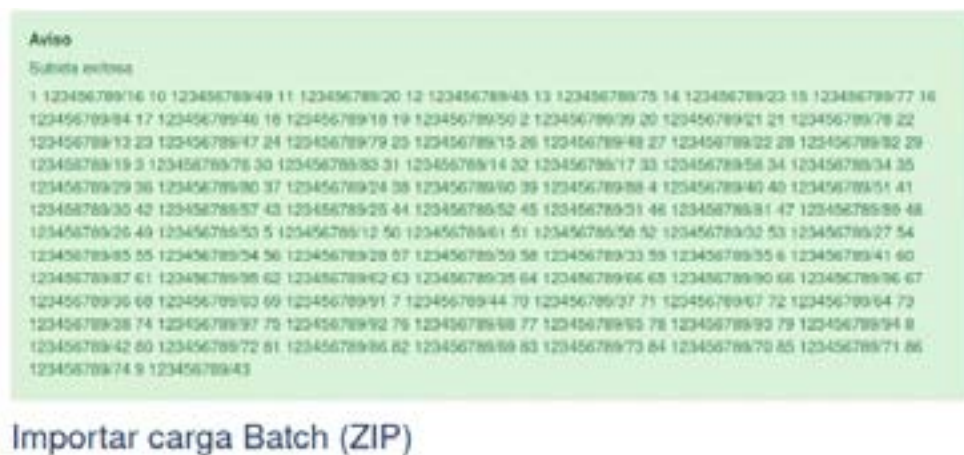 Aviso
Subida exitosa
1 123456789/16 10 123456789/49 11 123456789/20 12 123456789/45 13 123456789/75 14 123456789/23 15 123456789/77 16
123456789/84 17 123456789/46 18 123456789/18 19 123456789/50 2 123456789/39 20 123456789/21 21 123456789/78 22
123456789/13 23 123456789/47 24 123456789/79 25 123456789/15 26 123456789/48 27 123456789/22 28 123456789/82 29
123456789/19 3 123456789/76 30 123456789/83 31 123456789/14 32 123456789/17 33 123456789/56 34 123456789/34 35
123456789/29 36 123456789/80 37 123456789/24 38 123456789/60 39 123456789/88 4 123456789/40 40 123456789/51 41
123456789/30 42 123456789/57 43 123456789/25 44 123456789/52 45 123456789/31 46 123456789/81 47 123456789/89 48
123456789/26 49 123456789/53 5 123456789/12 50 123456789/61 51 123456789/58 52 123456789/32 53 123456789/27 54
123456789/85 55 123456789/54 56 123456789/28 57 123456789/59 58 123456789/33 59 123456789/55 6 123456789/41 60
123456789/87 61 123456789/95 62 123456789/62 63 123456789/35 64 123456789/66 65 123456789/90 66 123456789/96 67
123456789/36 68 123456789/63 69 123456789/91 7 123456789/44 70 123456789/37 71 123456789/67 72 123456789/64 73
123456789/38 74 123456789/97 75 123456789/92 76 123456789/68 77 123456789/65 78 123456789/93 79 123456789/94 8
123456789/42 80 123456789/72 81 123456789/86 82 123456789/69 83 123456789/73 84 123456789/70 85 123456789/71 86
123456789/74 9 123456789/43
Importar carga Batch (ZIP)